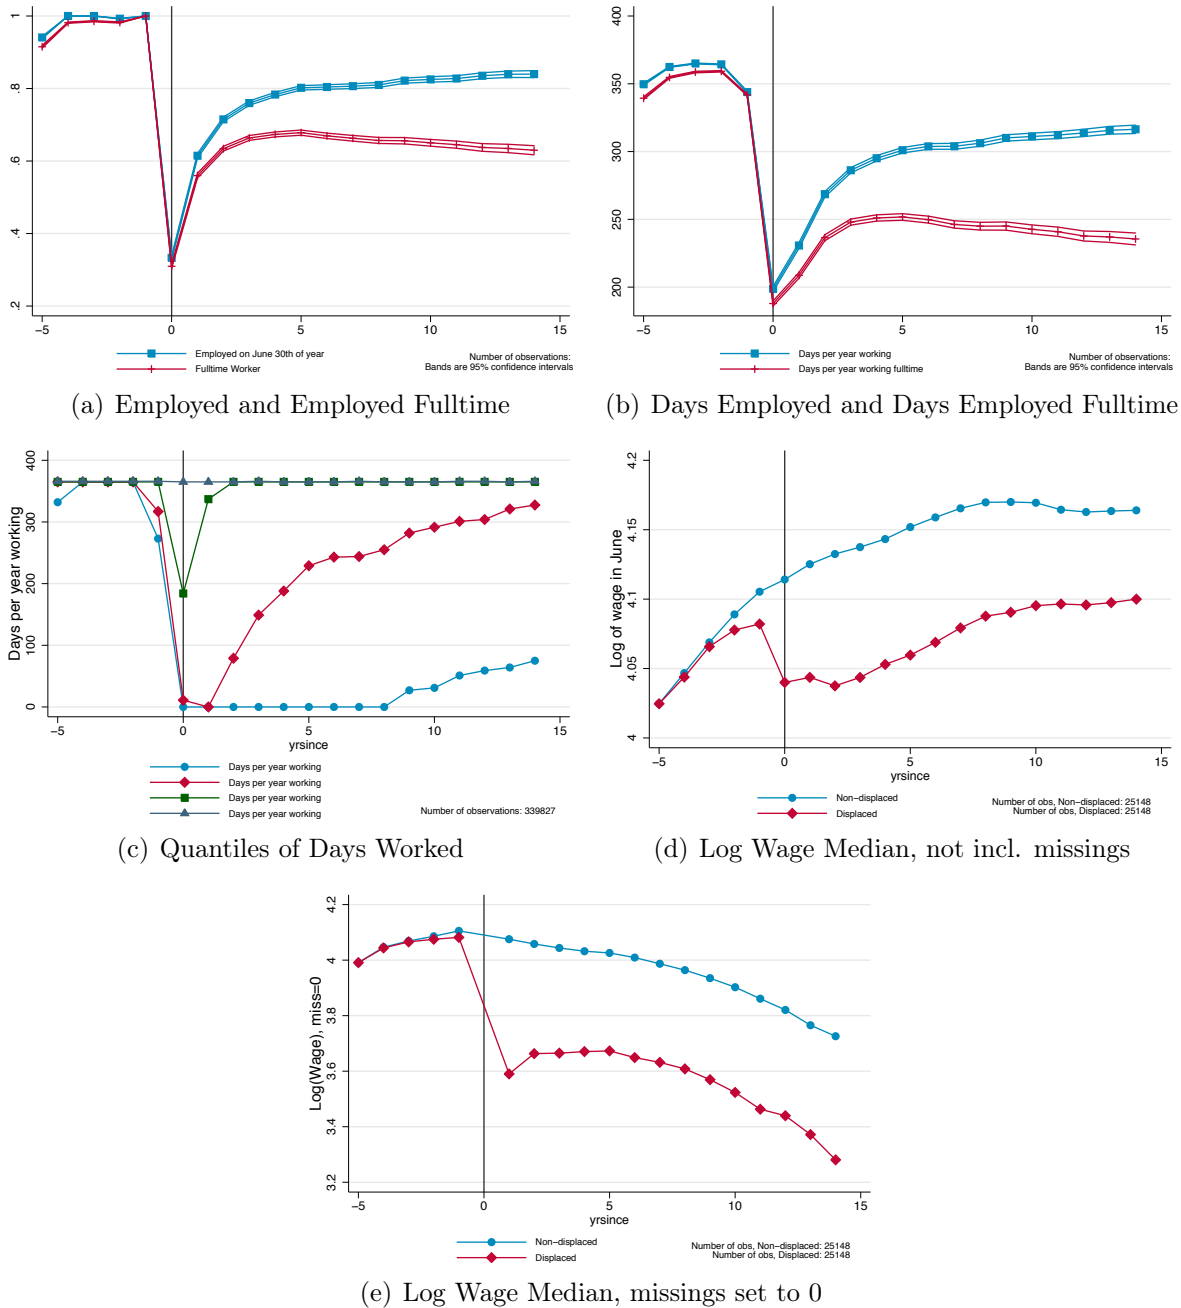 1
.8
.6
.4
.2
−5
0
5
10
15
Employed on June 30th of year
Fulltime Worker
Number of observations:
Bands are 95% confidence intervals
(a) Employed and Employed Fulltime
400
350
300
250
200
−5
0
5
10
15
Days per year working
Days per year working fulltime
Number of observations:
Bands are 95% confidence intervals
(b) Days Employed and Days Employed Fulltime
Days per year working
400
300
200
100
0
−5
0
5
10
15
yrsince
Days per year working
Days per year working
Days per year working
Days per year working
Number of observations: 339827
(c) Quantiles of Days Worked
Log of wage in June
4.2
4.15
4.1
4.05
4
−5
0
5
10
15
yrsince
Non−displaced
Displaced
Number of obs, Non−displaced: 25148
Number of obs, Displaced: 25148
(d) Log Wage Median, not incl. missings
Log(Wage), miss=0
4.2
4
3.8
3.6
3.4
3.2
−5
0
5
10
15
yrsince
Non−displaced
Displaced
Number of obs, Non−displaced: 25148
Number of obs, Displaced: 25148
(e) Log Wage Median, missings set to 0